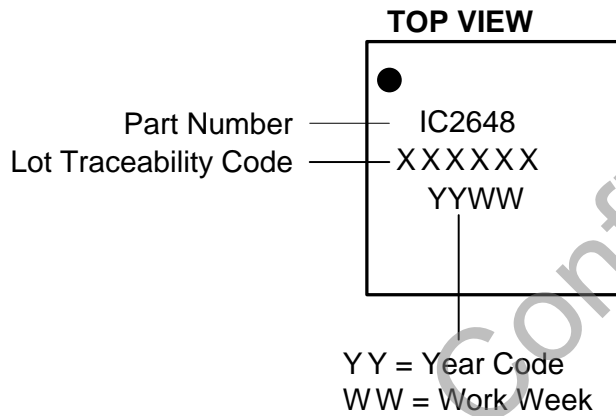 TOP VIEW
Part Number
IC2648
Lot Traceability Code
XXXXXX
YYWW
YY = Year Code
WW = Work Week